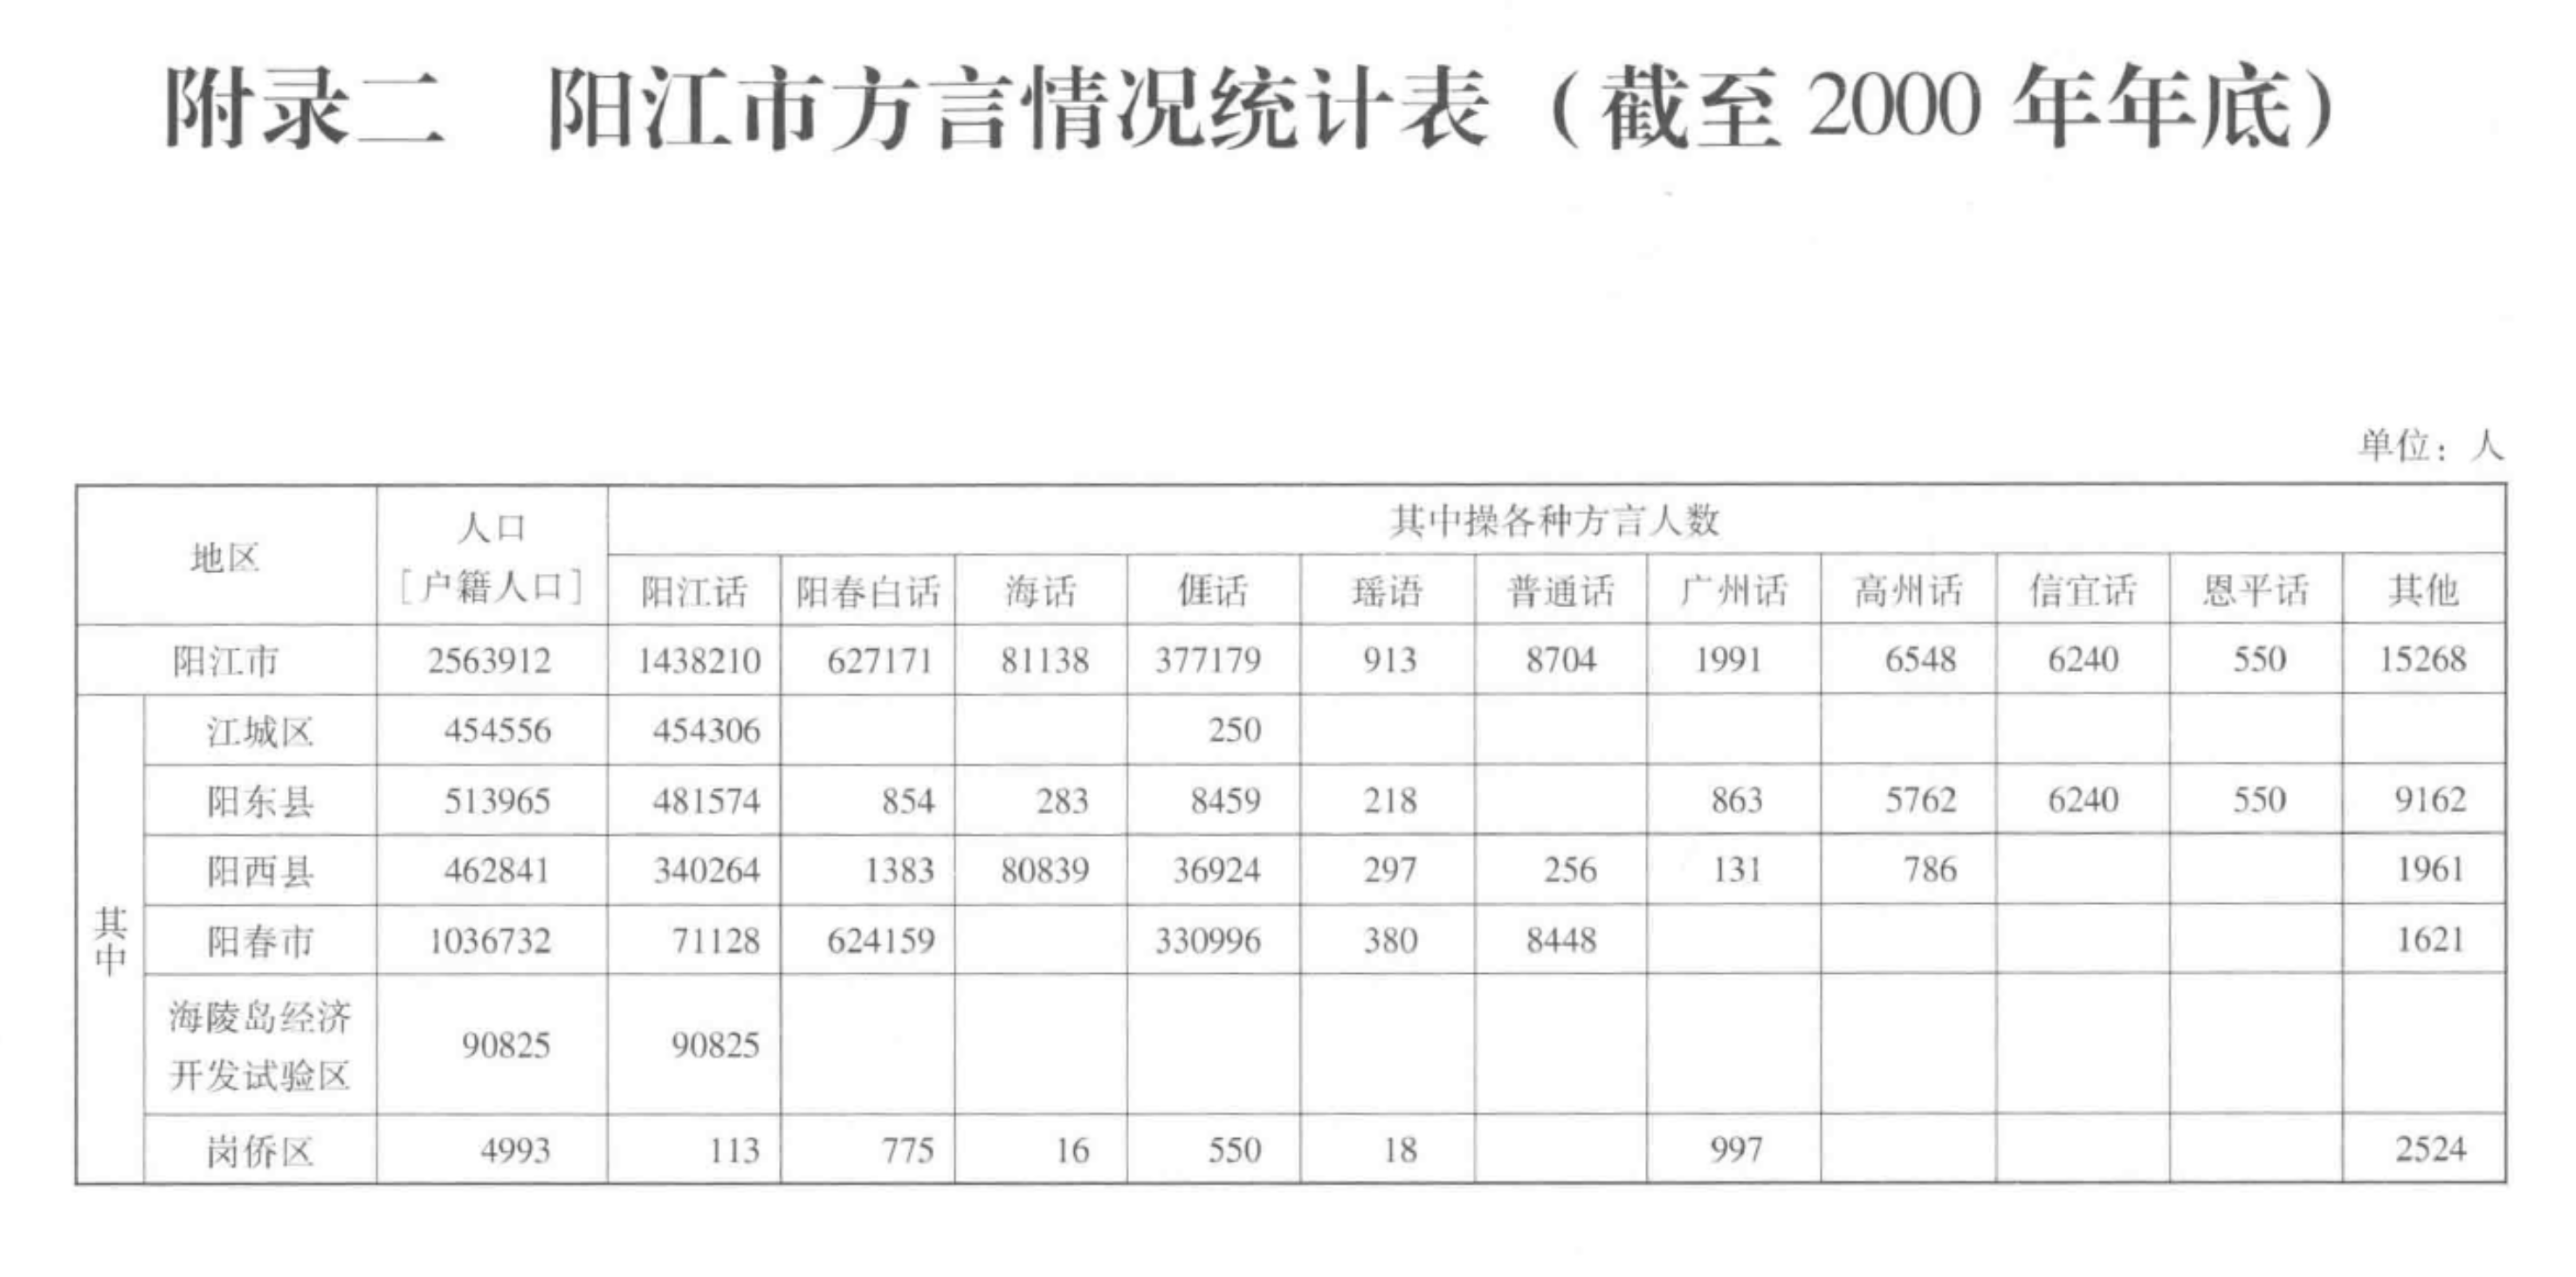 附录二 阳江市方言情况统计表（截至 2000 年年底）
单位：人
地区 人口［户籍人口］ 其中操各种方言人数
阳江话 阳春白话 海话 𠊎话 瑶语 普通话 广州话 高州话 信宜话 恩平话 其他
阳江市 2563912 1438210 627171 81138 377179 913 8704 1991 6548 6240 550 15268
其中
江城区 454556 454306 250
阳东县 513965 481574 854 283 8459 218 863 5762 6240 550 9162
阳西县 462841 340264 1383 80839 36924 297 256 131 786 1961
阳春市 1036732 71128 624159 330996 380 8448 1621
海陵岛经济
开发试验区 90825 90825
岗侨区 4993 113 775 16 550 18 997 2524